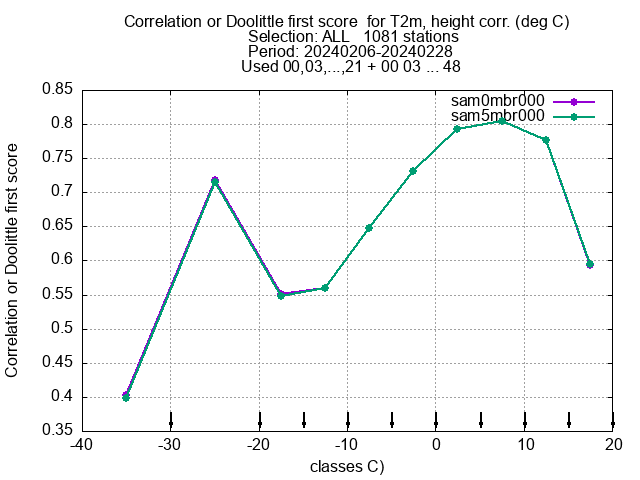 Correlation or Doolittle first score  for T2m, height corr. (deg C)
Selection: ALL   1081 stations
Period: 20240206-20240228
Used 00,03,...,21 + 00 03 ... 48
sam0mbr000
sam5mbr000
Correlation or Doolittle first score
0.85
0.8
0.75
0.7
0.65
0.6
0.55
0.5
0.45
0.4
0.35
-40 -30 -20 -10 0 10 20
classes C)